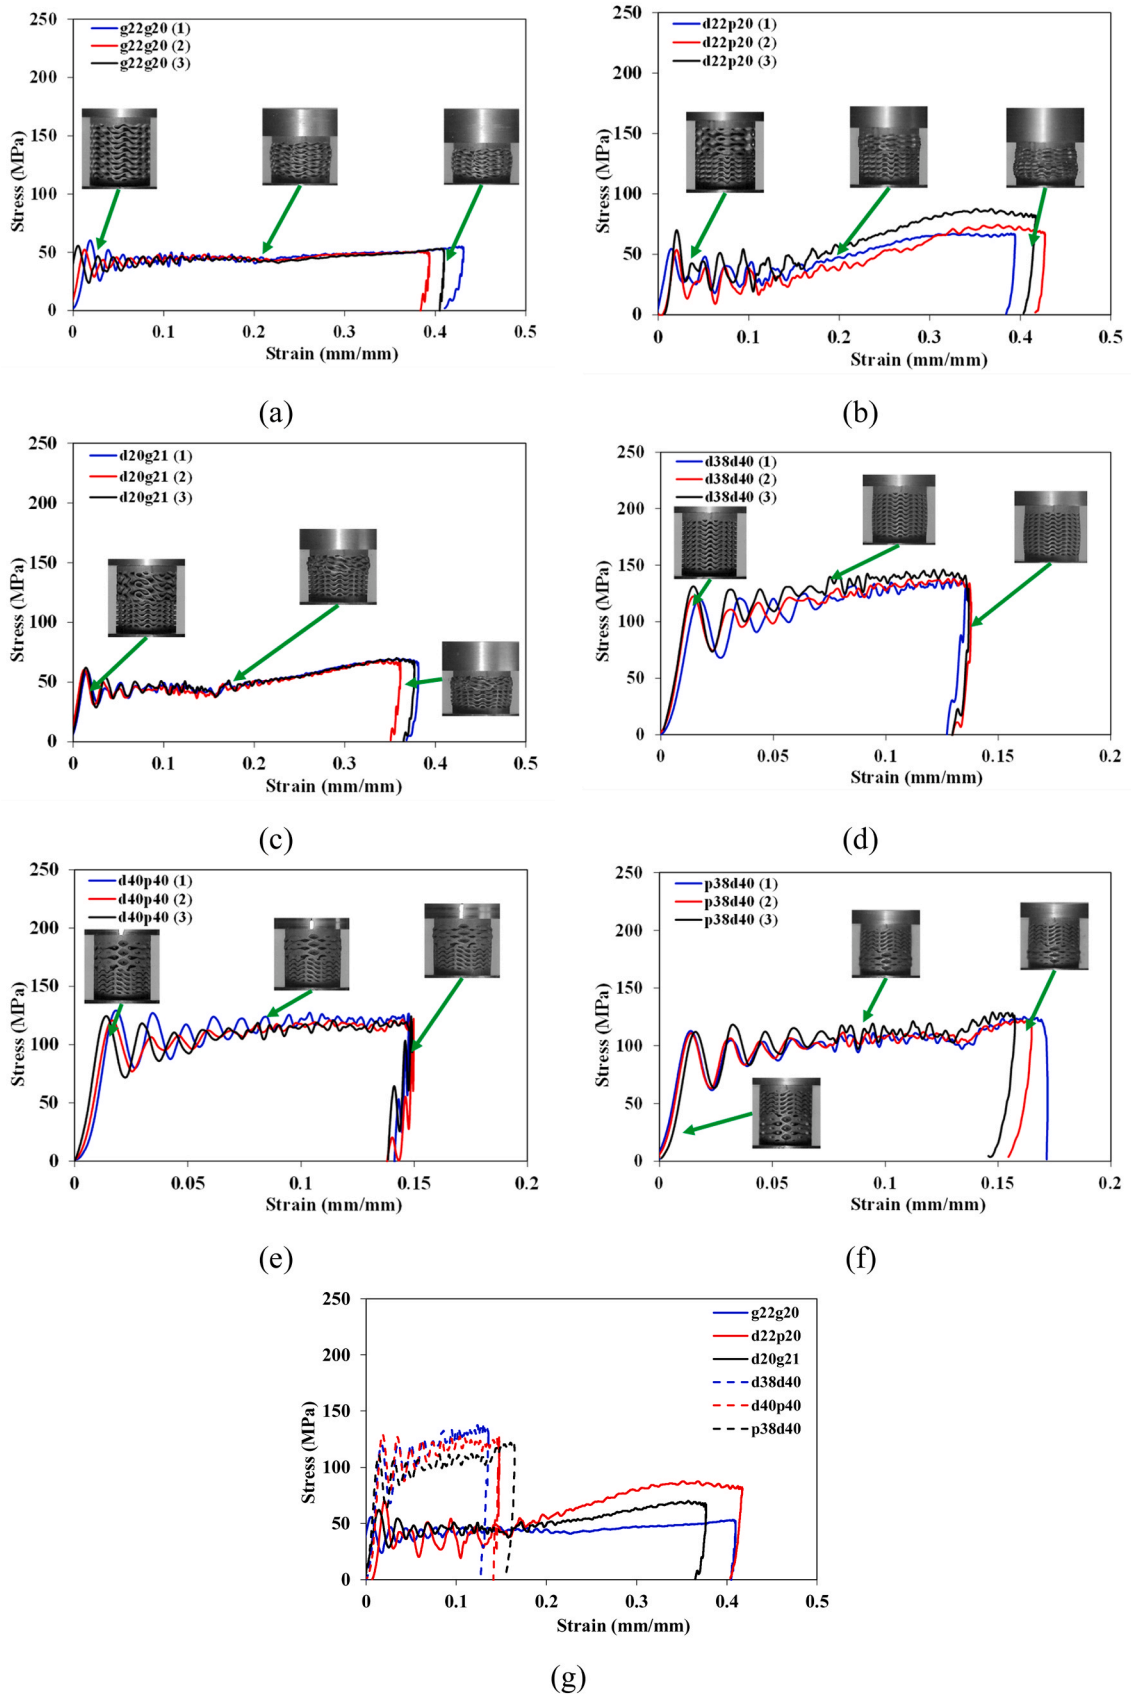 250
200
150
100
50
0
Stress (MPa)
g22g20 (1)
g22g20 (2)
g22g20 (3)
0 0.1 0.2 0.3 0.4 0.5
Strain (mm/mm)
(a)
250
200
150
100
50
0
Stress (MPa)
d22p20 (1)
d22p20 (2)
d22p20 (3)
0 0.1 0.2 0.3 0.4 0.5
Strain (mm/mm)
(b)
250
200
150
100
50
0
Stress (MPa)
d20g21 (1)
d20g21 (2)
d20g21 (3)
0 0.1 0.2 0.3 0.4 0.5
Strain (mm/mm)
(c)
250
200
150
100
50
0
Stress (MPa)
d38d40 (1)
d38d40 (2)
d38d40 (3)
0 0.05 0.1 0.15 0.2
Strain (mm/mm)
(d)
250
200
150
100
50
0
Stress (MPa)
d40p40 (1)
d40p40 (2)
d40p40 (3)
0 0.05 0.1 0.15 0.2
Strain (mm/mm)
(e)
250
200
150
100
50
0
Stress (MPa)
p38d40 (1)
p38d40 (2)
p38d40 (3)
0 0.05 0.1 0.15 0.2
Strain (mm/mm)
(f)
250
200
150
100
50
0
Stress (MPa)
g22g20
d22p20
d20g21
d38d40
d40p40
p38d40
0 0.1 0.2 0.3 0.4 0.5
Strain (mm/mm)
(g)